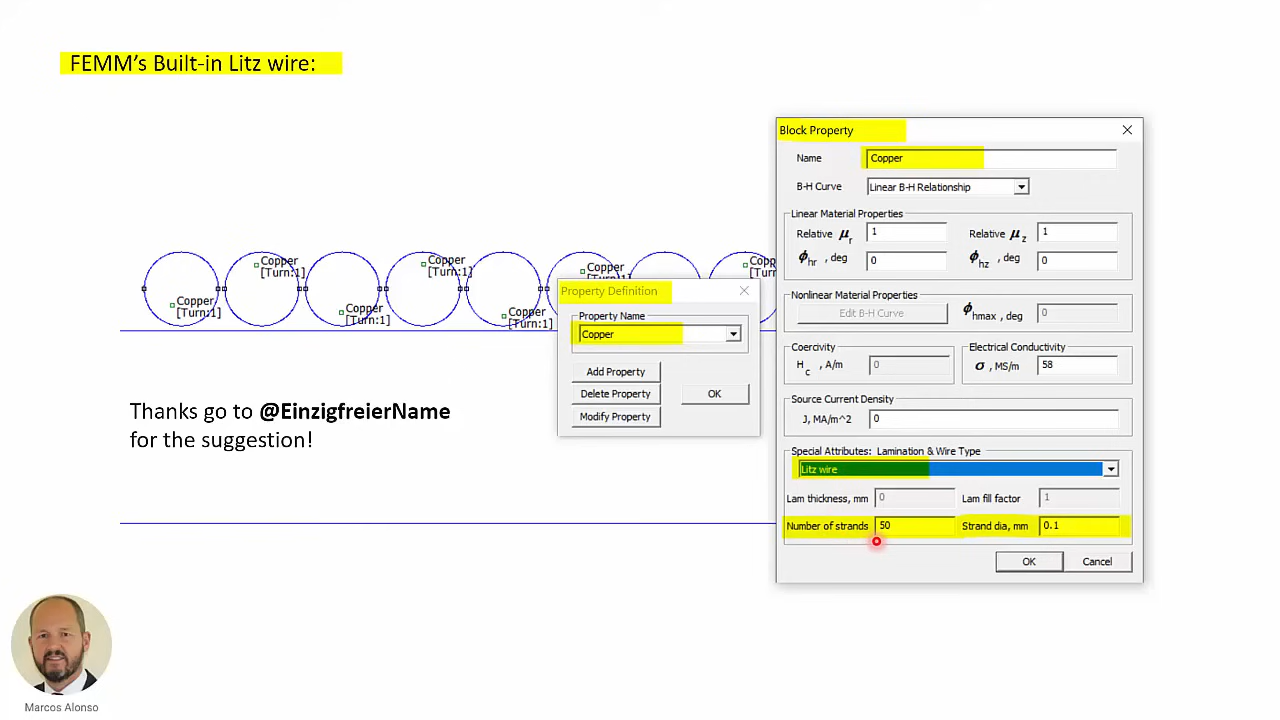 FEMM's Built-in Litz wire:
Block Property
Name
Copper
B-H Curve
Linear B-H Relationship
Linear Material Properties
Relative μr
1
Relative μz
1
ϕhr , deg
0
ϕhz , deg
0
Nonlinear Material Properties
Edit B-H Curve
ϕhmax , deg
0
Coercivity
Hc , A/m
0
Electrical Conductivity
σ , MS/m
58
Source Current Density
J, MA/m^2
0
Special Attributes: Lamination & Wire Type
Litz wire
Lam thickness, mm
0
Lam fill factor
1
Number of strands
50
Strand dia, mm
0.1
OK
Cancel
Copper
[Turn:1]
Copper
[Turn:1]
Copper
[Turn:1]
Copper
[Turn:1]
Copper
[Turn:1]
Copper
[Turn:1]
Property Definition
Property Name
Copper
Add Property
Delete Property
OK
Modify Property
Thanks go to @EinzigfreierName
for the suggestion!
Marcos Alonso